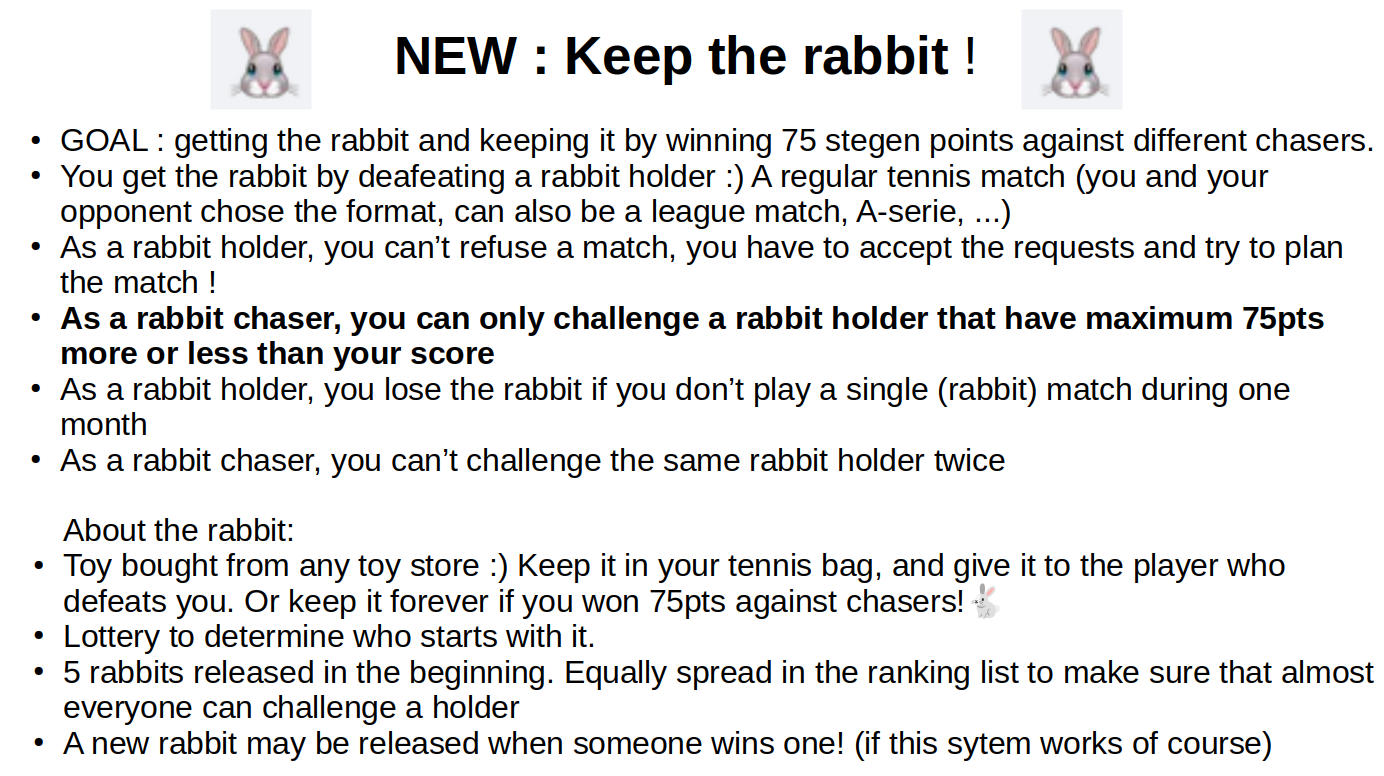 NEW : Keep the rabbit !
• GOAL : getting the rabbit and keeping it by winning 75 stegen points against different chasers.
• You get the rabbit by deafeating a rabbit holder :) A regular tennis match (you and your
opponent chose the format, can also be a league match, A-serie, ...)
• As a rabbit holder, you can’t refuse a match, you have to accept the requests and try to plan
the match !
• As a rabbit chaser, you can only challenge a rabbit holder that have maximum 75pts
more or less than your score
• As a rabbit holder, you lose the rabbit if you don’t play a single (rabbit) match during one
month
• As a rabbit chaser, you can’t challenge the same rabbit holder twice
About the rabbit:
• Toy bought from any toy store :) Keep it in your tennis bag, and give it to the player who
defeats you. Or keep it forever if you won 75pts against chasers!
• Lottery to determine who starts with it.
• 5 rabbits released in the beginning. Equally spread in the ranking list to make sure that almost
everyone can challenge a holder
• A new rabbit may be released when someone wins one! (if this sytem works of course)